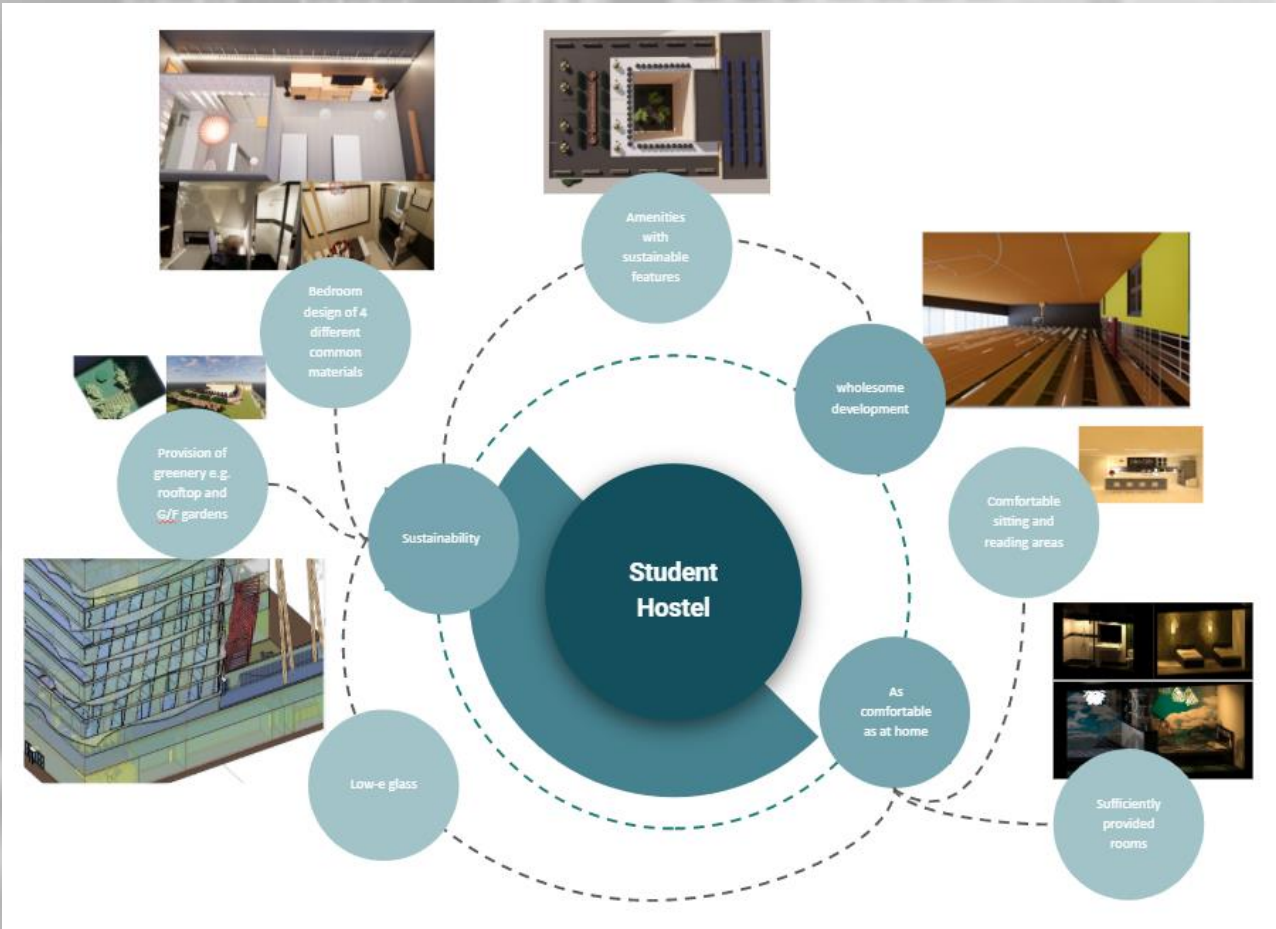 Amenities
with
sustainable
features
Bedroom
design of 4
different
common
materials
wholesome
development
Provision of
greenery e.g.
rooftop and
G/F gardens
Comfortable
sitting and
reading areas
Sustainability
Student
Hostel
As
comfortable
as at home
Low-e glass
Sufficiently
provided
rooms